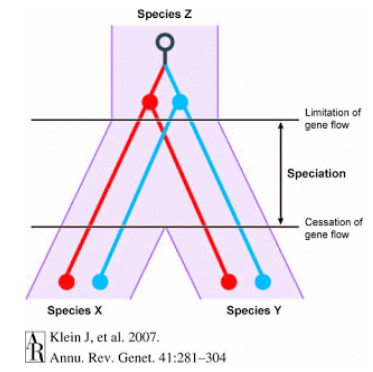 Species Z
Limitation of
gene flow
Speciation
Cessation of
gene flow
Species X
Species Y
AR
Klein J, et al. 2007.
Annu. Rev. Genet. 41:281–304